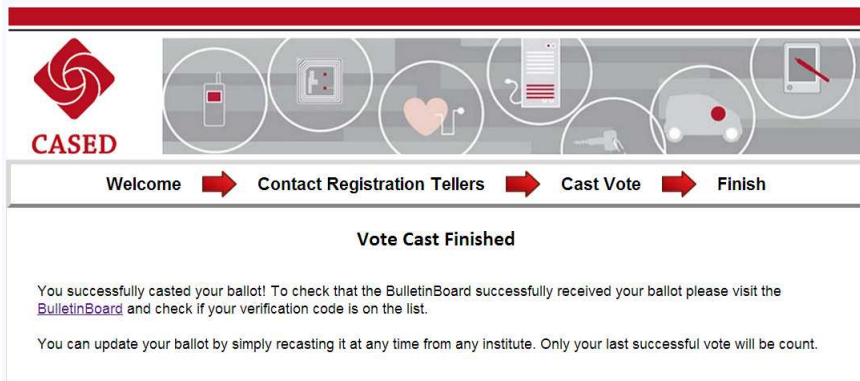 CASED
Welcome Contact Registration Tellers Cast Vote Finish
Vote Cast Finished
You successfully casted your ballot! To check that the BulletinBoard successfully received your ballot please visit the
BulletinBoard and check if your verification code is on the list.
You can update your ballot by simply recasting it at any time from any institute. Only your last successful vote will be count.